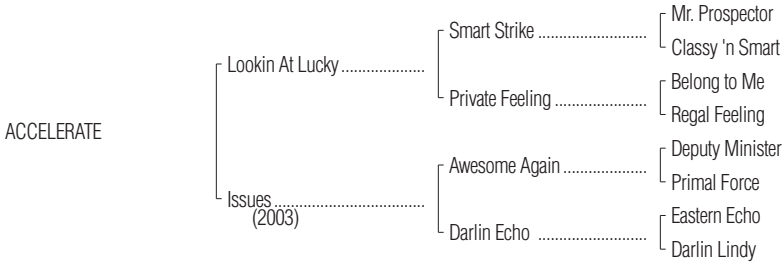 Mr. Prospector
Smart Strike ..........................
Classy 'n Smart
Lookin At Lucky ....................
Belong to Me
Private Feeling ......................
Regal Feeling
ACCELERATE
Deputy Minister
Awesome Again ....................
Primal Force
Issues ....................................
(2003)
Eastern Echo
Darlin Echo ..........................
Darlin Lindy